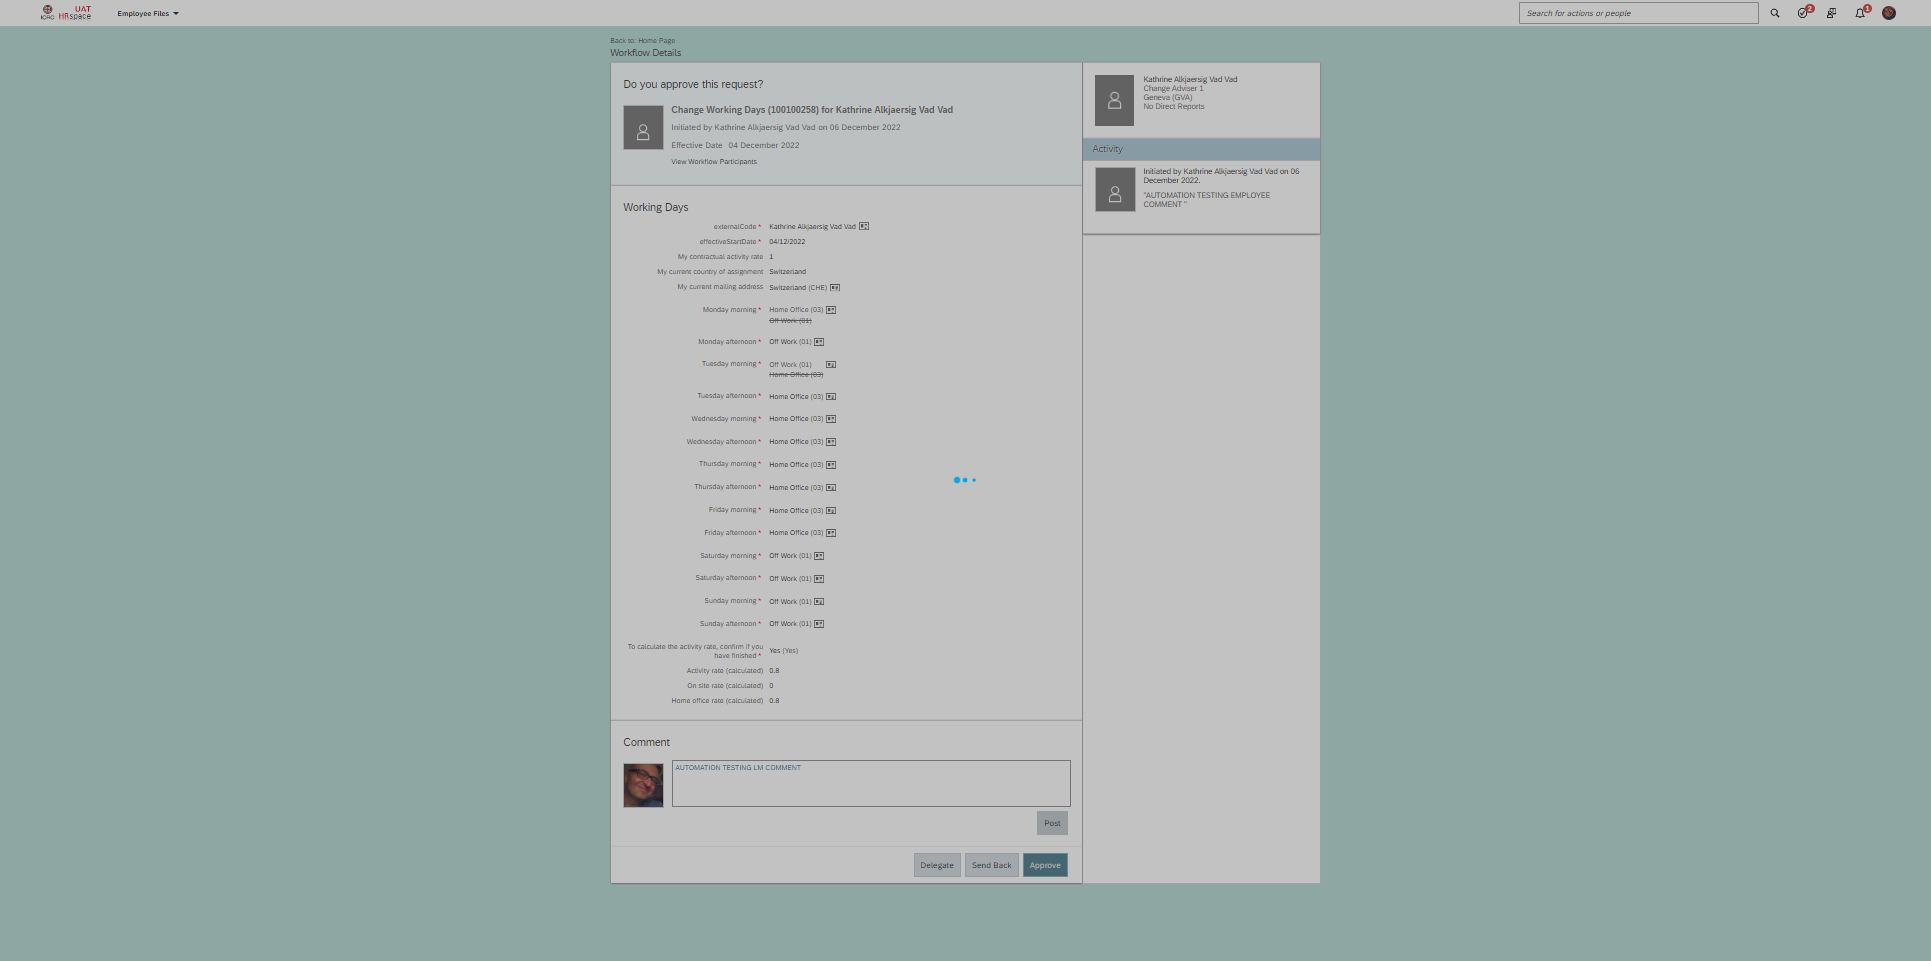 ICRC
UAT
HRspace
Employee Files
Search for actions or people
2
1
Back to: Home Page
Workflow Details
Do you approve this request?
Change Working Days (100100258) for Kathrine Alkjaersig Vad Vad
Initiated by Kathrine Alkjaersig Vad Vad on 06 December 2022
Effective Date 04 December 2022
View Workflow Participants
Working Days
externalCode * Kathrine Alkjaersig Vad Vad
effectiveStartDate * 04/12/2022
My contractual activity rate 1
My current country of assignment Switzerland
My current mailing address Switzerland (CHE)
Monday morning * Home Office (03)
Off Work (01)
Monday afternoon * Off Work (01)
Tuesday morning * Off Work (01)
Home Office (03)
Tuesday afternoon * Home Office (03)
Wednesday morning * Home Office (03)
Wednesday afternoon * Home Office (03)
Thursday morning * Home Office (03)
Thursday afternoon * Home Office (03)
Friday morning * Home Office (03)
Friday afternoon * Home Office (03)
Saturday morning * Off Work (01)
Saturday afternoon * Off Work (01)
Sunday morning * Off Work (01)
Sunday afternoon * Off Work (01)
To calculate the activity rate, confirm if you
have finished * Yes (Yes)
Activity rate (calculated) 0.8
On site rate (calculated) 0
Home office rate (calculated) 0.8
Comment
AUTOMATION TESTING LM COMMENT
Post
Delegate
Send Back
Approve
Kathrine Alkjaersig Vad Vad
Change Adviser 1
Geneva (GVA)
No Direct Reports
Activity
Initiated by Kathrine Alkjaersig Vad Vad on 06
December 2022.
"AUTOMATION TESTING EMPLOYEE
COMMENT "